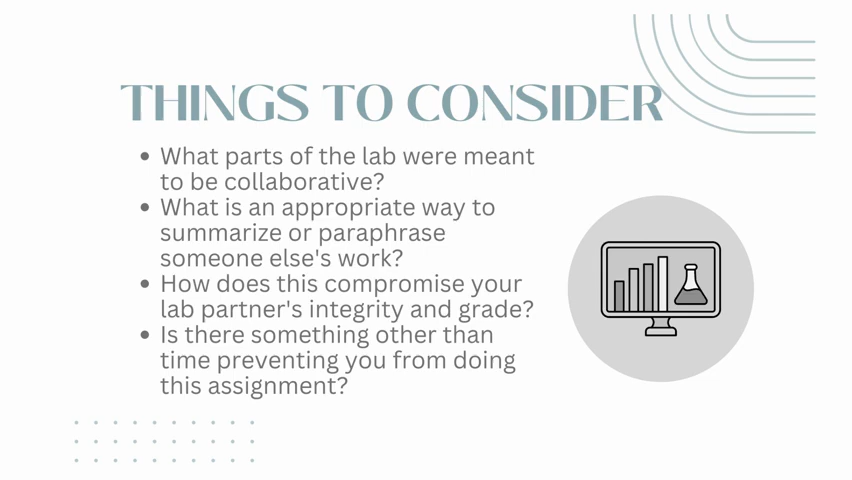 THINGS TO CONSIDER
• What parts of the lab were meant
to be collaborative?
• What is an appropriate way to
summarize or paraphrase
someone else's work?
• How does this compromise your
lab partner's integrity and grade?
• Is there something other than
time preventing you from doing
this assignment?